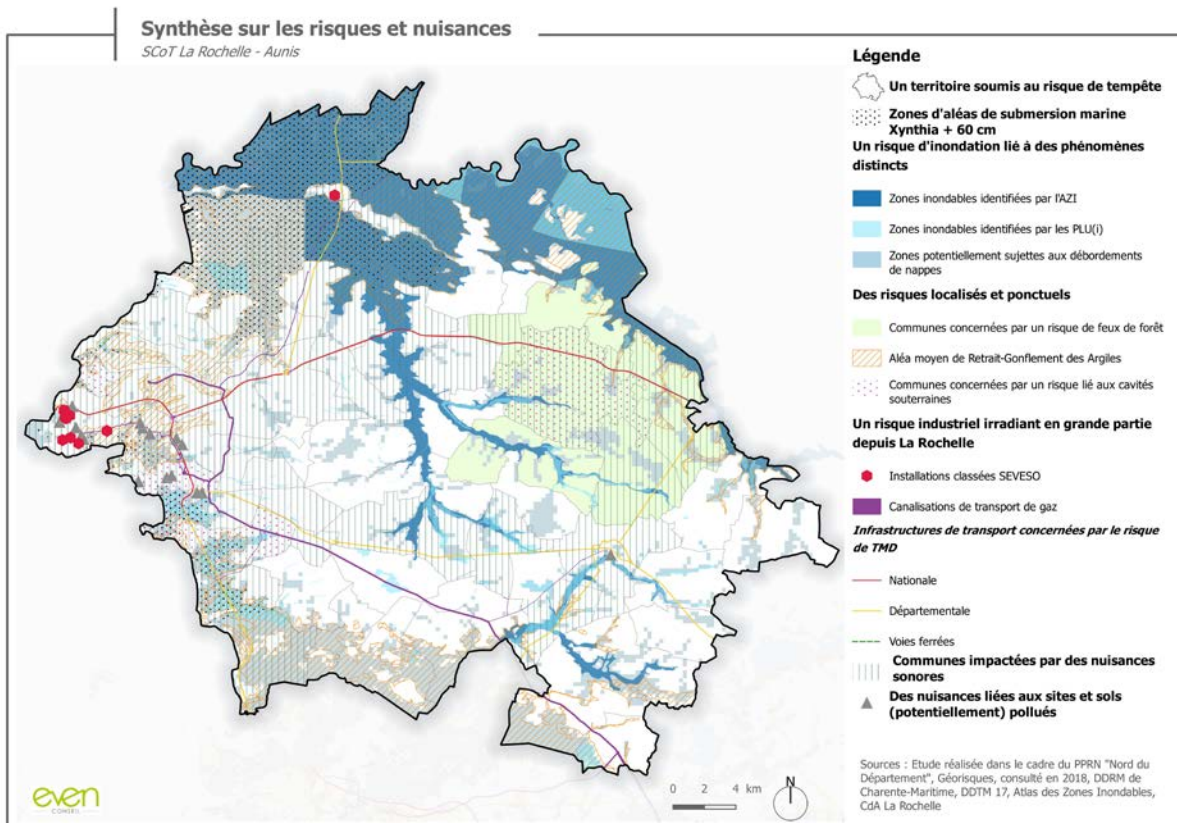 Synthèse sur les risques et nuisances
SCoT La Rochelle - Aunis
Légende
Un territoire soumis au risque de tempête
Zones d'aléas de submersion marine
Xynthia + 60 cm
Un risque d'inondation lié à des phénomènes
distincts
Zones inondables identifiées par l'AZI
Zones inondables identifiées par les PLU(i)
Zones potentiellement sujettes aux débordements
de nappes
Des risques localisés et ponctuels
Communes concernées par un risque de feux de forêt
Aléa moyen de Retrait-Gonflement des Argiles
Communes concernées par un risque lié aux cavités
souterraines
Un risque industriel irradiant en grande partie
depuis La Rochelle
Installations classées SEVESO
Canalisations de transport de gaz
Infrastructures de transport concernées par le risque
de TMD
Nationale
Départementale
Voies ferrées
Communes impactées par des nuisances
sonores
Des nuisances liées aux sites et sols
(potentiellement) pollués
Sources : Etude réalisée dans le cadre du PPRN "Nord du
Département", Géorisques, consulté en 2018, DDRM de
Charente-Maritime, DDTM 17, Atlas des Zones Inondables,
CdA La Rochelle
0 2 4 km
N
even
CONSEIL